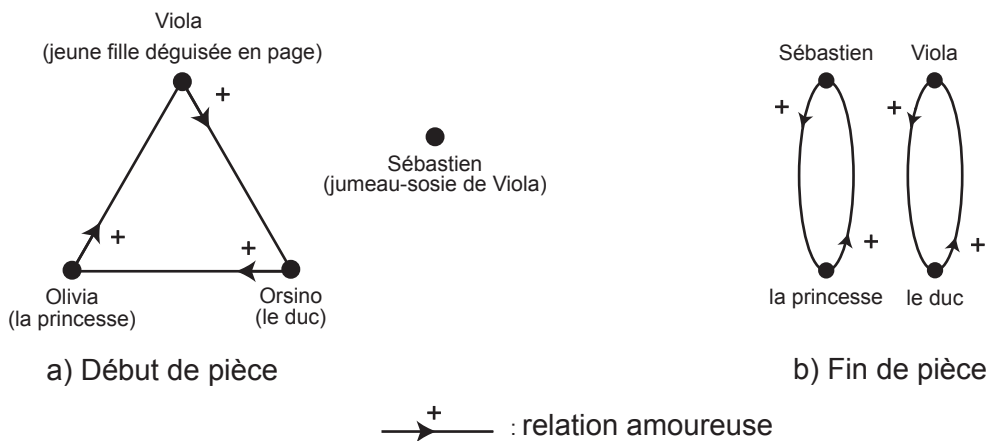 Viola
(jeune fille déguisée en page)
+
Sébastien
(jumeau-sosie de Viola)
+
+
Olivia
(la princesse)
Orsino
(le duc)
a) Début de pièce
Sébastien
Viola
+
+
+
+
la princesse
le duc
b) Fin de pièce
+
: relation amoureuse